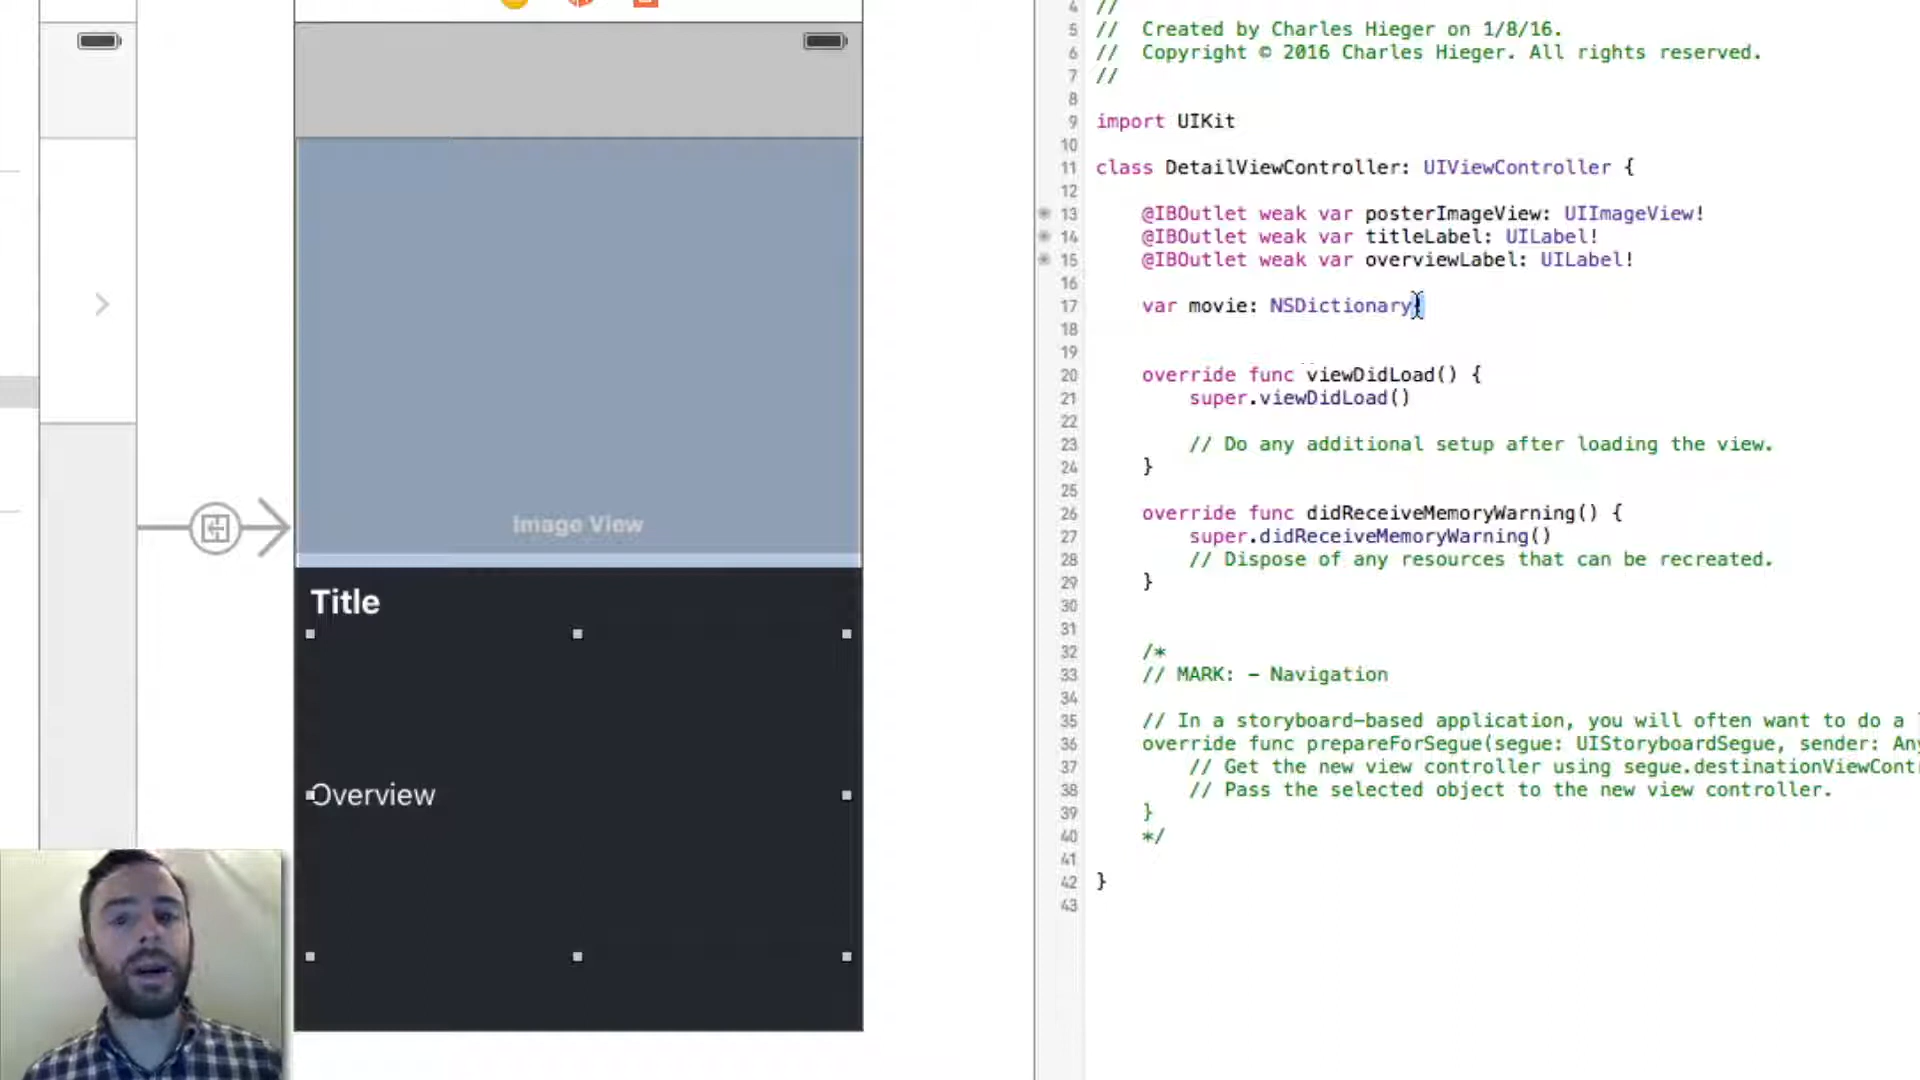 Image View
Title
Overview
4 //
5 // Created by Charles Hieger on 1/8/16.
6 // Copyright © 2016 Charles Hieger. All rights reserved.
7 //
8
9 import UIKit
10
11 class DetailViewController: UIViewController {
12
13 @IBOutlet weak var posterImageView: UIImageView!
14 @IBOutlet weak var titleLabel: UILabel!
15 @IBOutlet weak var overviewLabel: UILabel!
16
17 var movie: NSDictionary
18
19
20 override func viewDidLoad() {
21 super.viewDidLoad()
22
23 // Do any additional setup after loading the view.
24 }
25
26 override func didReceiveMemoryWarning() {
27 super.didReceiveMemoryWarning()
28 // Dispose of any resources that can be recreated.
29 }
30
31
32 /*
33 // MARK: - Navigation
34
35 // In a storyboard-based application, you will often want to do a
36 override func prepareForSegue(segue: UIStoryboardSegue, sender: An
37 // Get the new view controller using segue.destinationViewCont
38 // Pass the selected object to the new view controller.
39 }
40 */
41
42 }
43